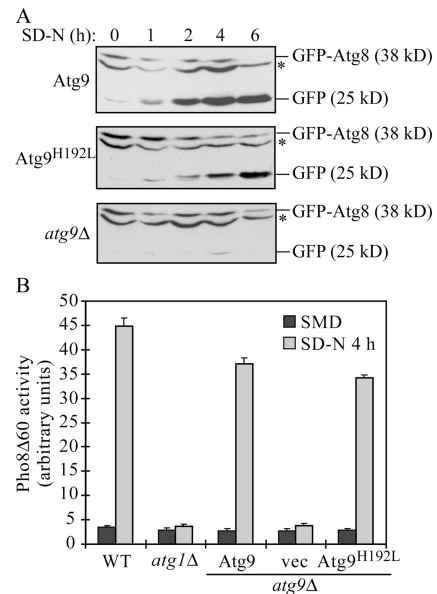 A
SD-N (h): 0 1 2 4 6
Atg9
GFP-Atg8 (38 kD)
*
GFP (25 kD)
Atg9H192L
GFP-Atg8 (38 kD)
*
GFP (25 kD)
atg9Δ
GFP-Atg8 (38 kD)
*
GFP (25 kD)
B
Pho8Δ60 activity
(arbitrary units)
50
45
40
35
30
25
20
15
10
5
0
SMD
SD-N 4 h
WT atg1Δ Atg9 vec Atg9H192L
atg9Δ